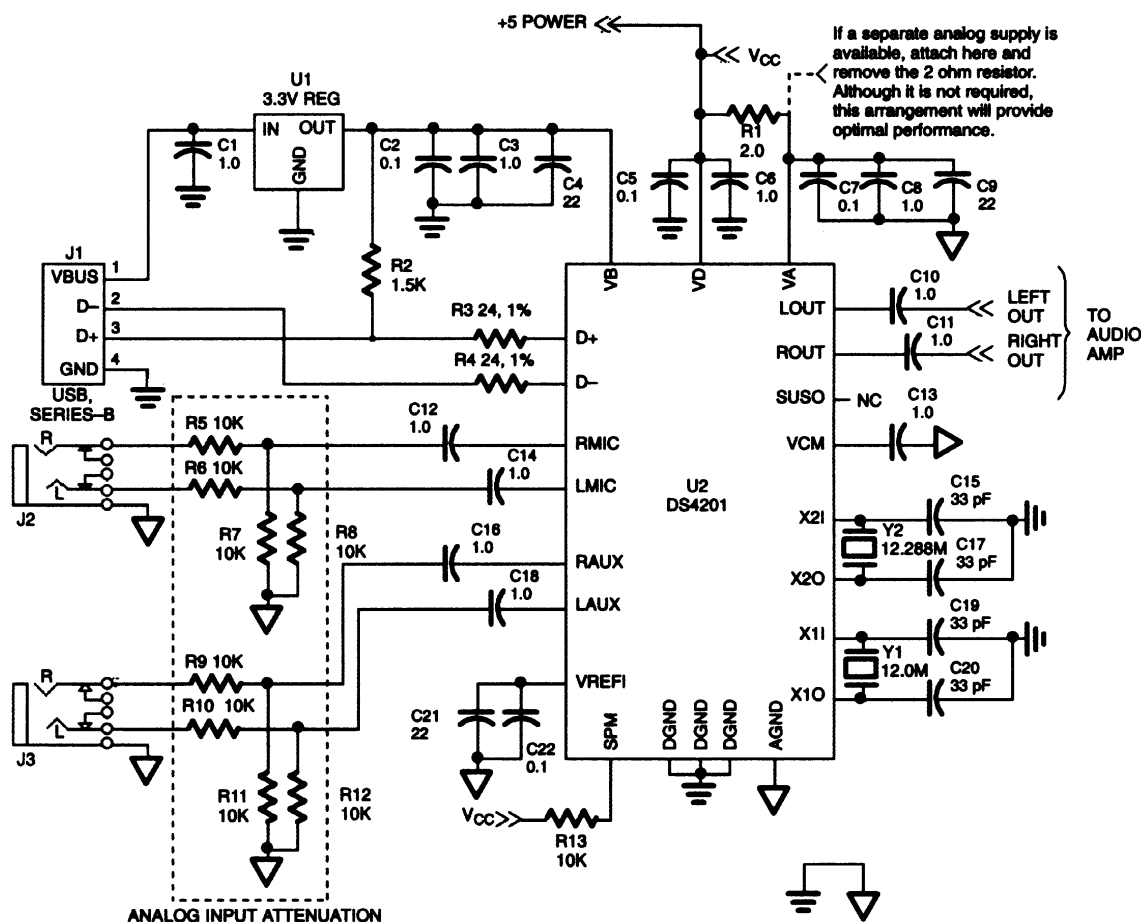 +5 POWER
VCC
If a separate analog supply is
available, attach here and
remove the 2 ohm resistor.
Although it is not required,
this arrangement will provide
optimal performance.
U1
3.3V REG
IN
OUT
GND
C1
1.0
C2
0.1
C3
1.0
C4
22
R1
2.0
C5
0.1
C6
1.0
C7
0.1
C8
1.0
C9
22
J1
VBUS
1
D–
2
D+
3
GND
4
USB,
SERIES–B
R2
1.5K
R3 24, 1%
R4 24, 1%
VB
VD
VA
D+
D–
RMIC
LMIC
RAUX
LAUX
VREFI
SPM
DGND
DGND
DGND
AGND
U2
DS4201
LOUT
ROUT
SUSO
NC
VCM
X2I
X2O
X1I
X1O
C10
1.0
LEFT
OUT
C11
1.0
RIGHT
OUT
TO
AUDIO
AMP
C13
1.0
C15
33 pF
Y2
12.288M
C17
33 pF
C19
33 pF
Y1
12.0M
C20
33 pF
R
L
J2
R5 10K
R6 10K
R7
10K
R8
10K
C12
1.0
C14
1.0
C16
1.0
C18
1.0
R
L
J3
R9 10K
R10 10K
R11
10K
R12
10K
C21
22
C22
0.1
VCC
R13
10K
ANALOG INPUT ATTENUATION